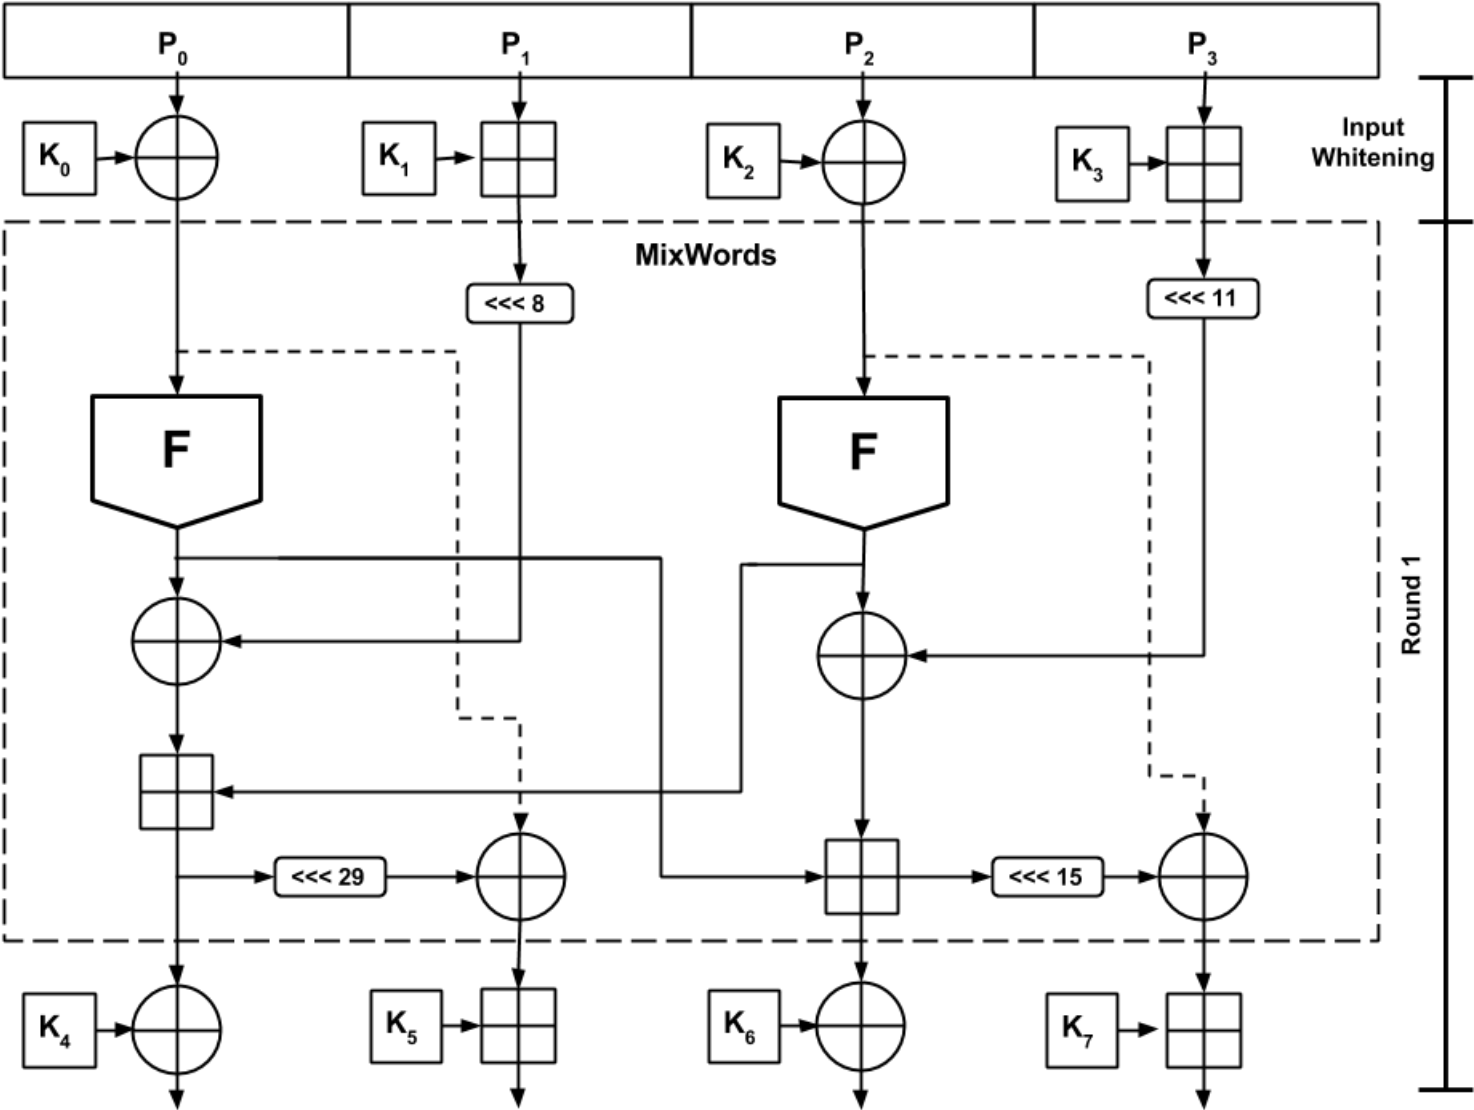 P0 P1 P2 P3
K0 K1 K2 K3
Input
Whitening
MixWords
<<< 8
<<< 11
F F
Round 1
<<< 29
<<< 15
K4 K5 K6 K7